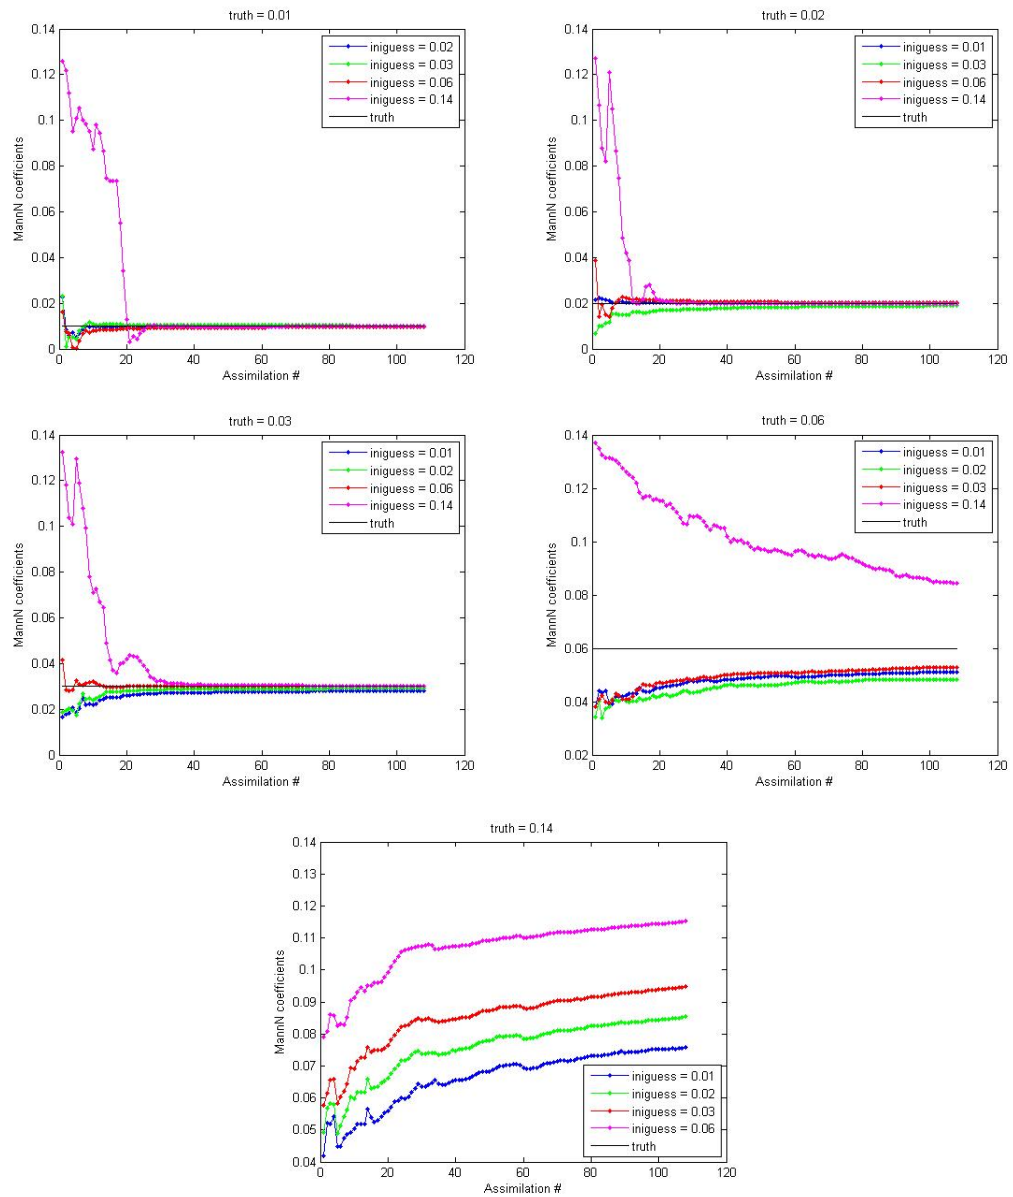 truth = 0.01
0.14
0.12
0.1
0.08
0.06
0.04
0.02
0
MannN coefficients
iniguess = 0.02
iniguess = 0.03
iniguess = 0.06
iniguess = 0.14
truth
0
20
40
60
80
100
120
Assimilation #
truth = 0.02
0.14
0.12
0.1
0.08
0.06
0.04
0.02
0
MannN coefficients
iniguess = 0.01
iniguess = 0.03
iniguess = 0.06
iniguess = 0.14
truth
0
20
40
60
80
100
120
Assimilation #
truth = 0.03
0.14
0.12
0.1
0.08
0.06
0.04
0.02
0
MannN coefficients
iniguess = 0.01
iniguess = 0.02
iniguess = 0.06
iniguess = 0.14
truth
0
20
40
60
80
100
120
Assimilation #
truth = 0.06
0.14
0.12
0.1
0.08
0.06
0.04
0.02
MannN coefficients
iniguess = 0.01
iniguess = 0.02
iniguess = 0.03
iniguess = 0.14
truth
0
20
40
60
80
100
120
Assimilation #
truth = 0.14
0.14
0.13
0.12
0.11
0.1
0.09
0.08
0.07
0.06
0.05
0.04
MannN coefficients
iniguess = 0.01
iniguess = 0.02
iniguess = 0.03
iniguess = 0.06
truth
0
20
40
60
80
100
120
Assimilation #